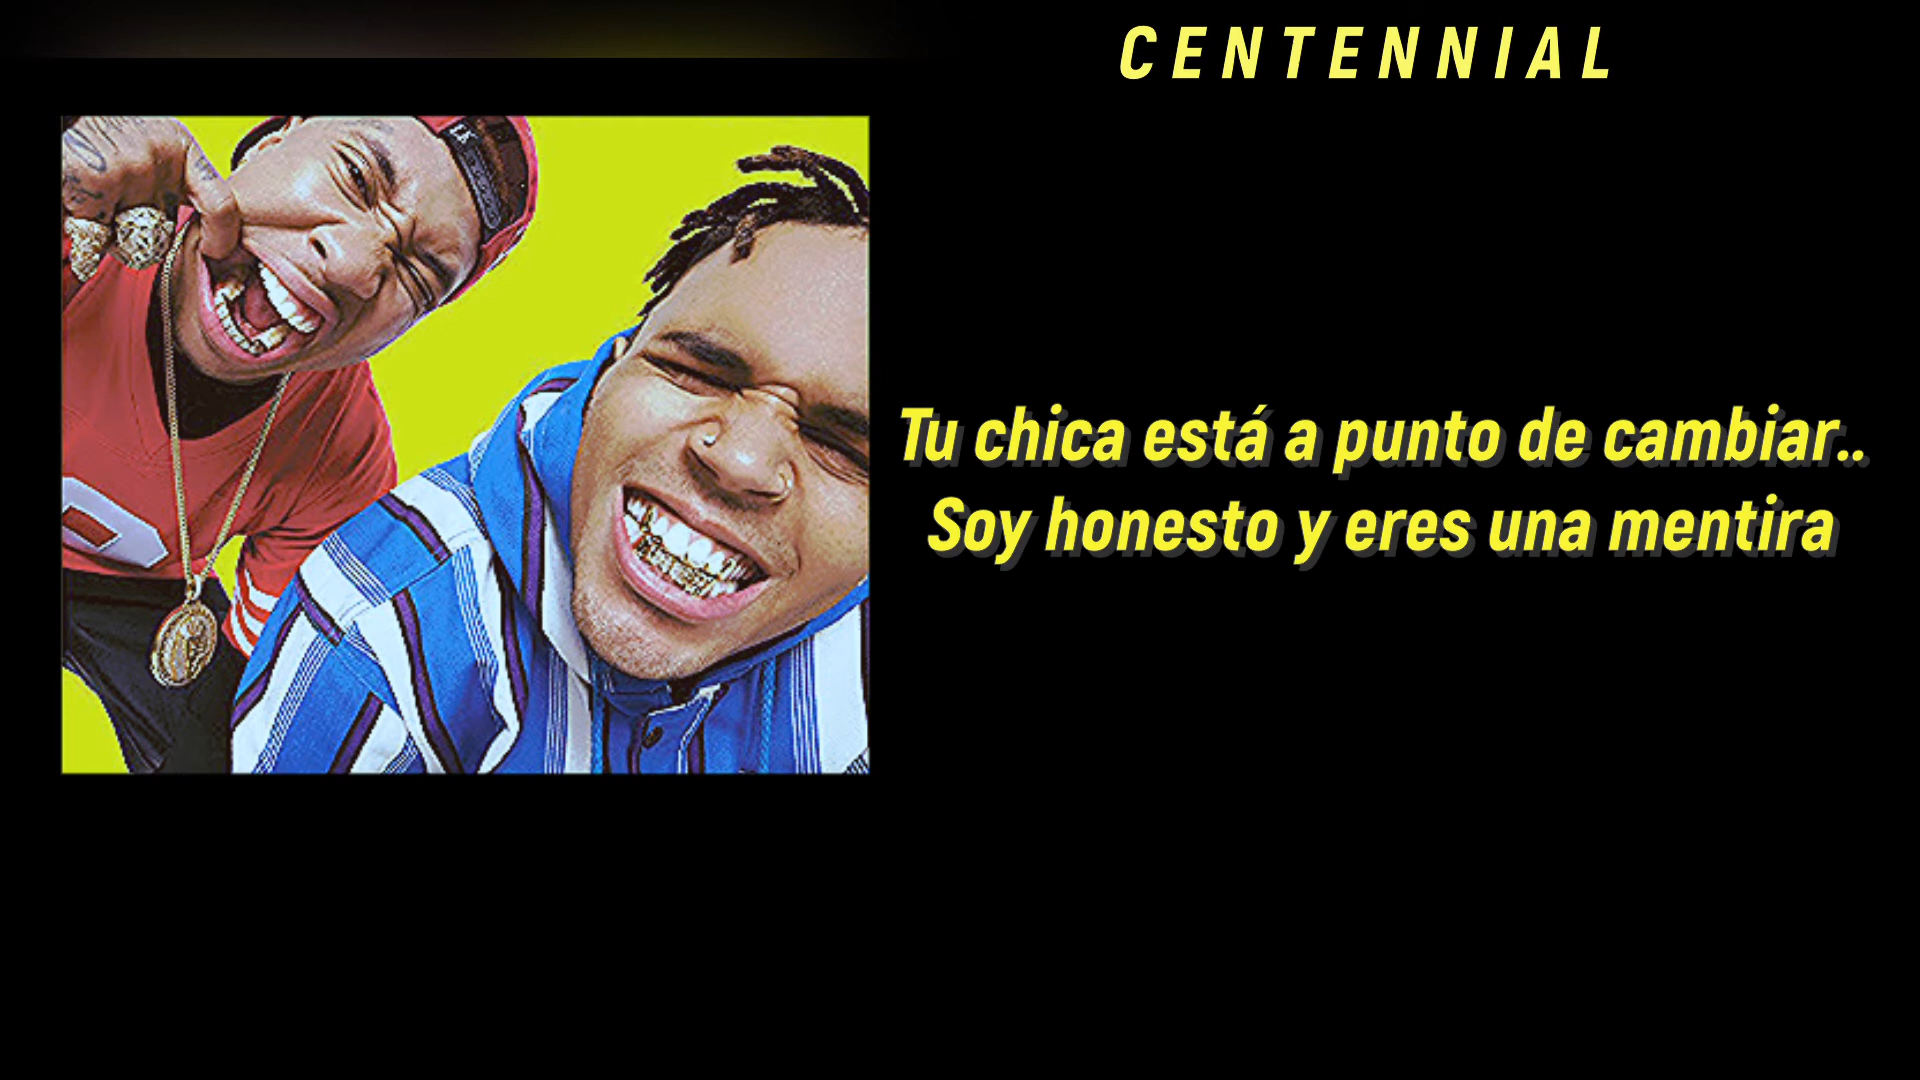 CENTENNIAL
Tu chica está a punto de cambiar..
Soy honesto y eres una mentira